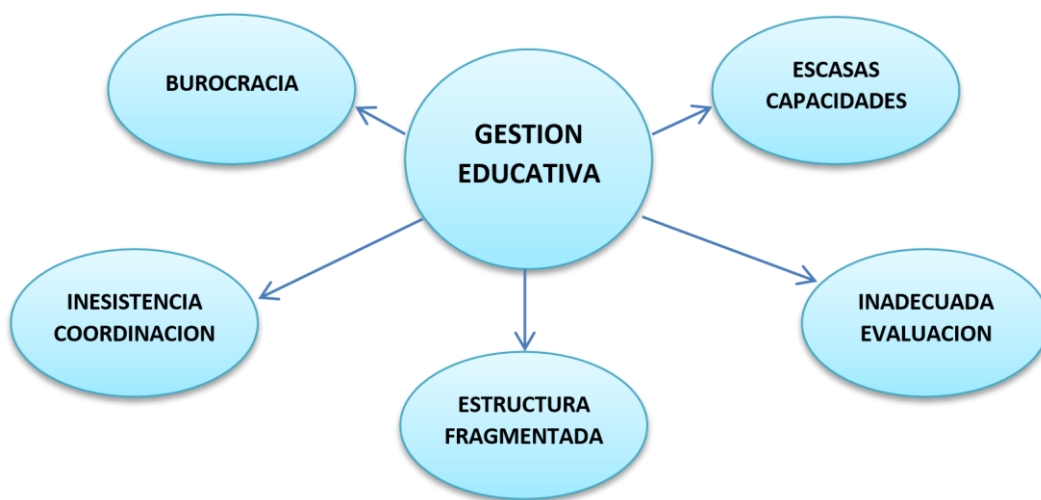 BUROCRACIA
ESCASAS
CAPACIDADES
GESTION
EDUCATIVA
INESISTENCIA
COORDINACION
INADECUADA
EVALUACION
ESTRUCTURA
FRAGMENTADA